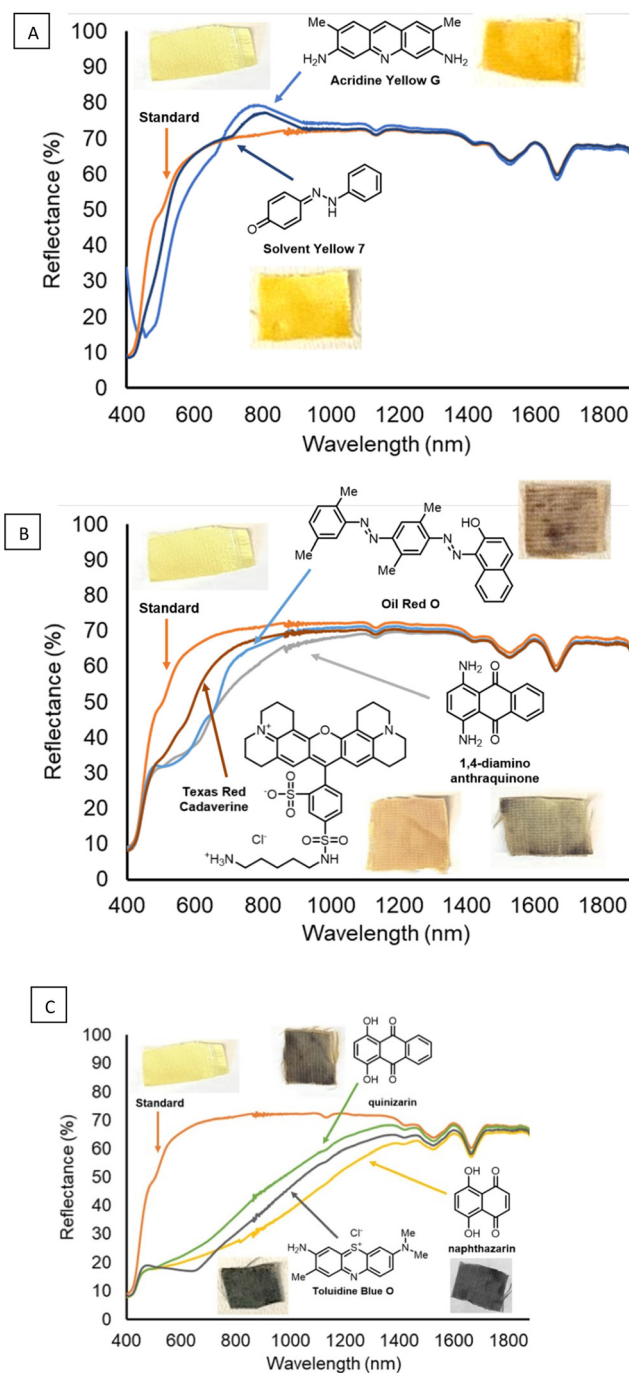 A
100
90
80
70
60
50
40
30
20
10
0
Reflectance (%)
400 600 800 1000 1200 1400 1600 1800
Wavelength (nm)
Standard
Me Me
H₂N N NH₂
Acridine Yellow G
N
N
H
O
Solvent Yellow 7
B
100
90
80
70
60
50
40
30
20
10
0
Reflectance (%)
400 600 800 1000 1200 1400 1600 1800
Wavelength (nm)
Standard
Me
Me
N
N
Me
Me
N
N
HO
Oil Red O
NH₂ O
NH₂ O
1,4-diamino
anthraquinone
N⁺ O N
⁻O
O
S
O
O
S
O
NH
Cl⁻
⁺H₃N
Texas Red
Cadaverine
C
100
90
80
70
60
50
40
30
20
10
0
Reflectance (%)
400 600 800 1000 1200 1400 1600 1800
Wavelength (nm)
Standard
OH O
OH O
quinizarin
OH O
OH O
naphthazarin
Cl⁻
H₂N S⁺ N Me
Me
Me N
Toluidine Blue O